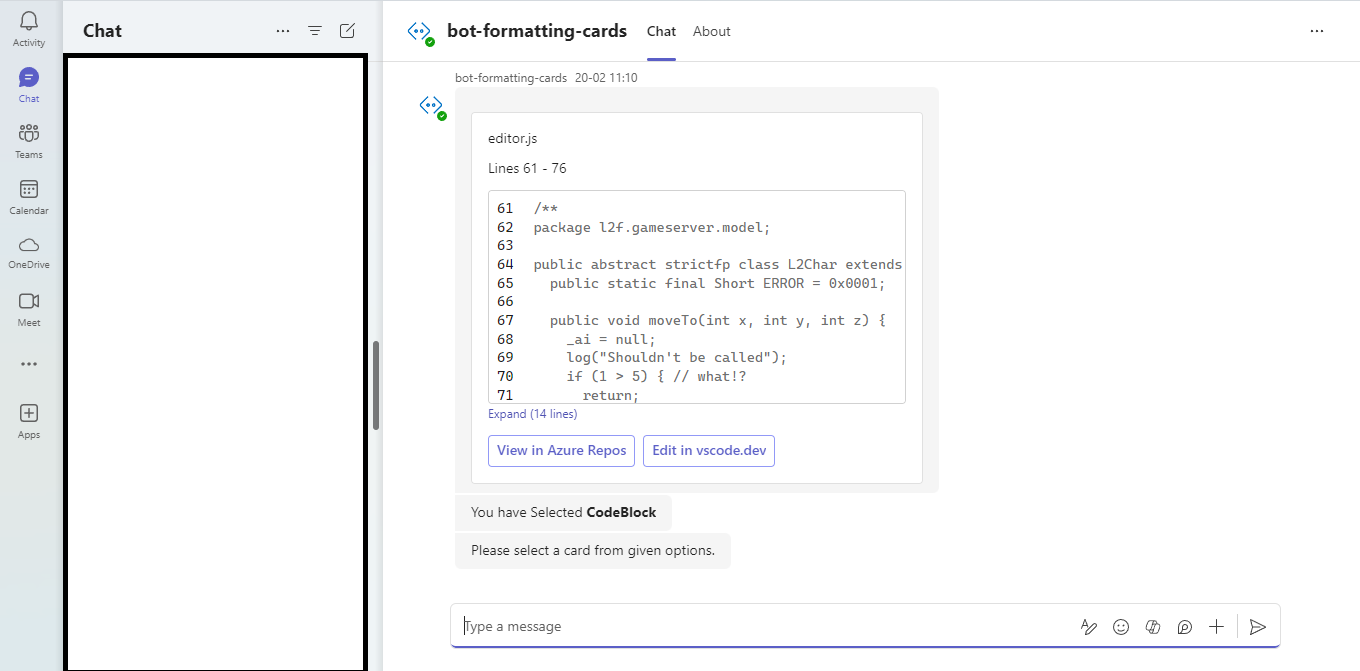 Activity
Chat
Teams
Calendar
OneDrive
Meet
Apps
Chat
bot-formatting-cards Chat About
bot-formatting-cards 20-02 11:10
editor.js
Lines 61 - 76
61 /**
62 package l2f.gameserver.model;
63
64 public abstract strictfp class L2Char extends
65 public static final Short ERROR = 0x0001;
66
67 public void moveTo(int x, int y, int z) {
68 _ai = null;
69 log("Shouldn't be called");
70 if (1 > 5) { // what!?
71 return;
Expand (14 lines)
View in Azure Repos Edit in vscode.dev
You have Selected CodeBlock
Please select a card from given options.
Type a message